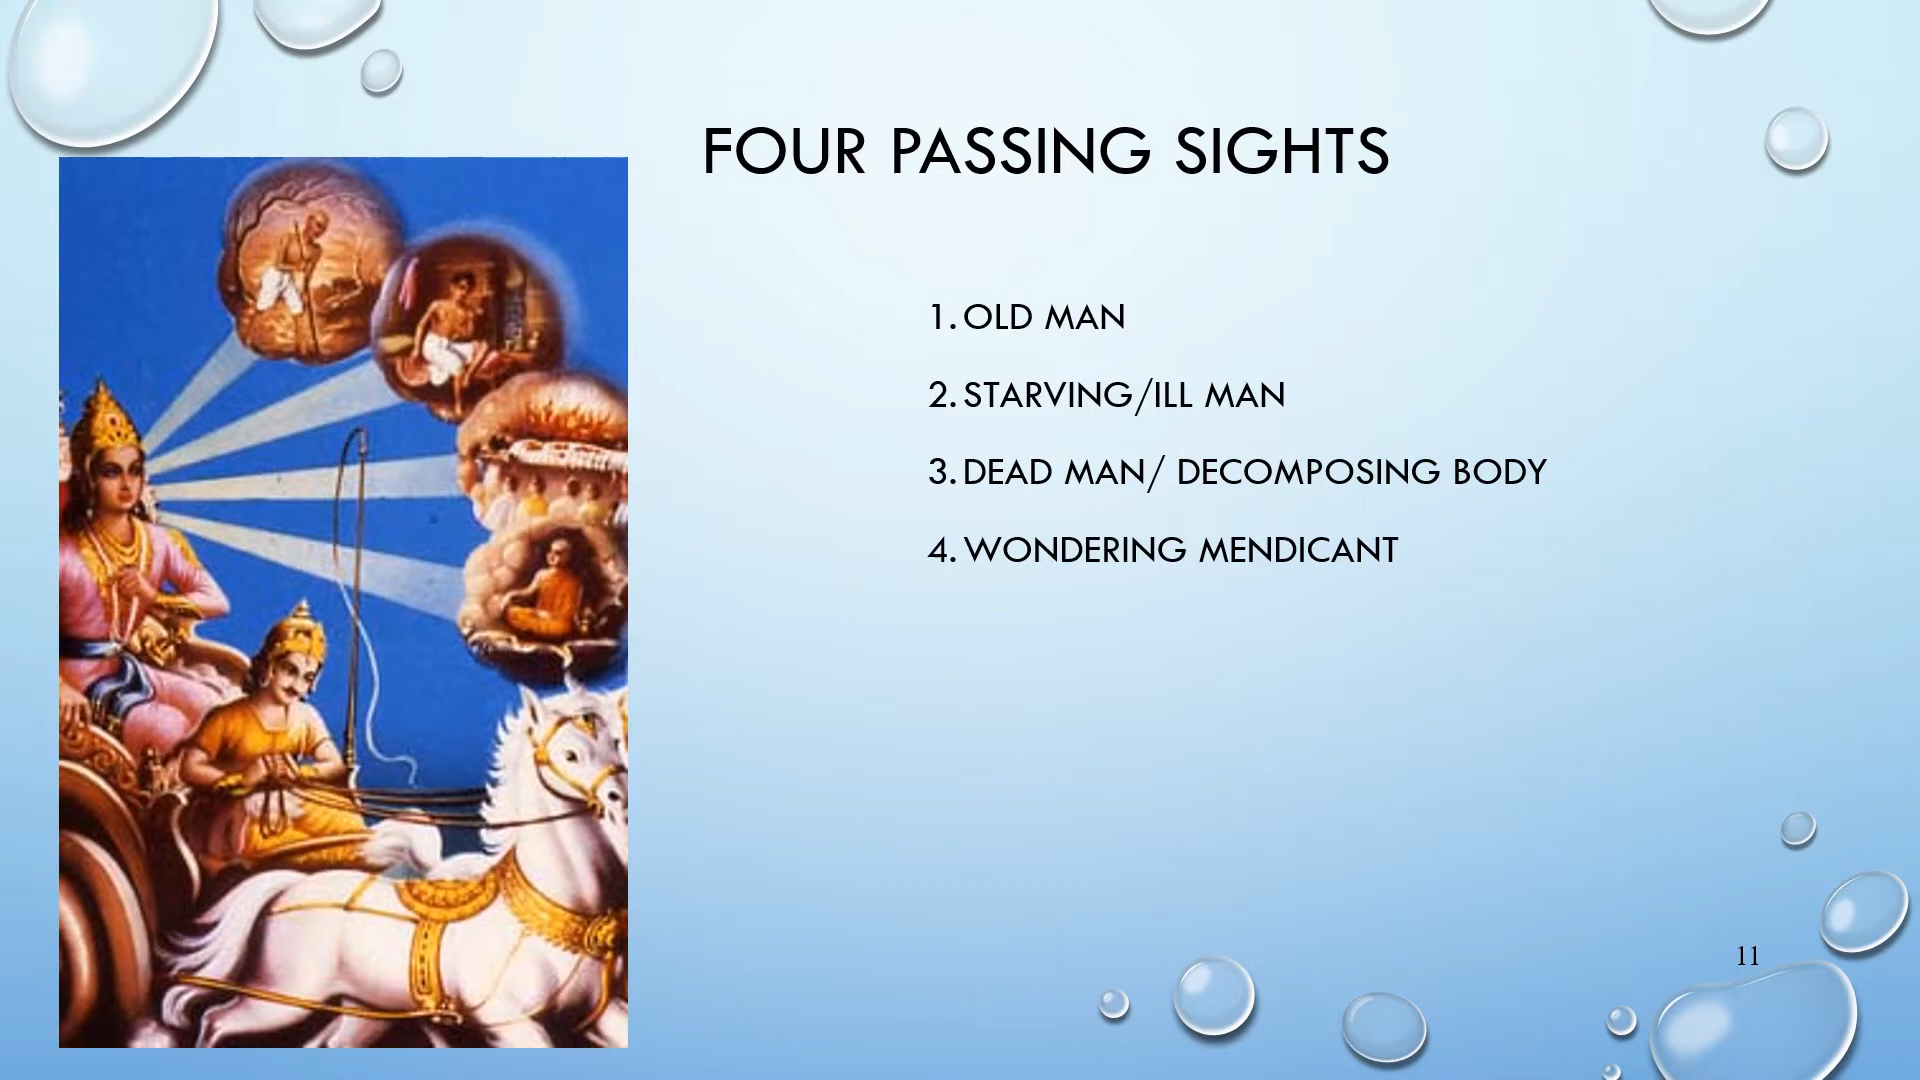 FOUR PASSING SIGHTS
1. OLD MAN
2. STARVING/ILL MAN
3. DEAD MAN/ DECOMPOSING BODY
4. WONDERING MENDICANT
11